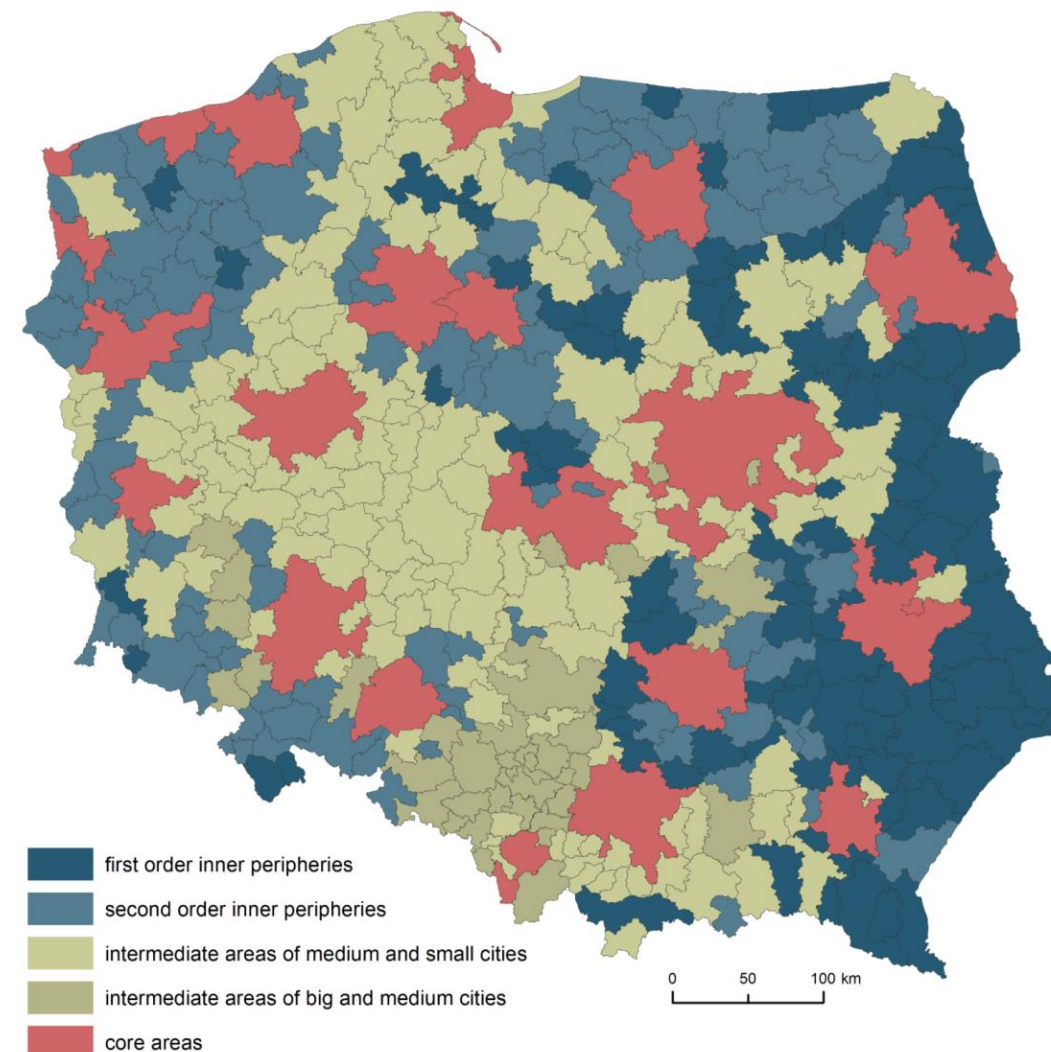 first order inner peripheries
second order inner peripheries
intermediate areas of medium and small cities
intermediate areas of big and medium cities
core areas
0 50 100 km